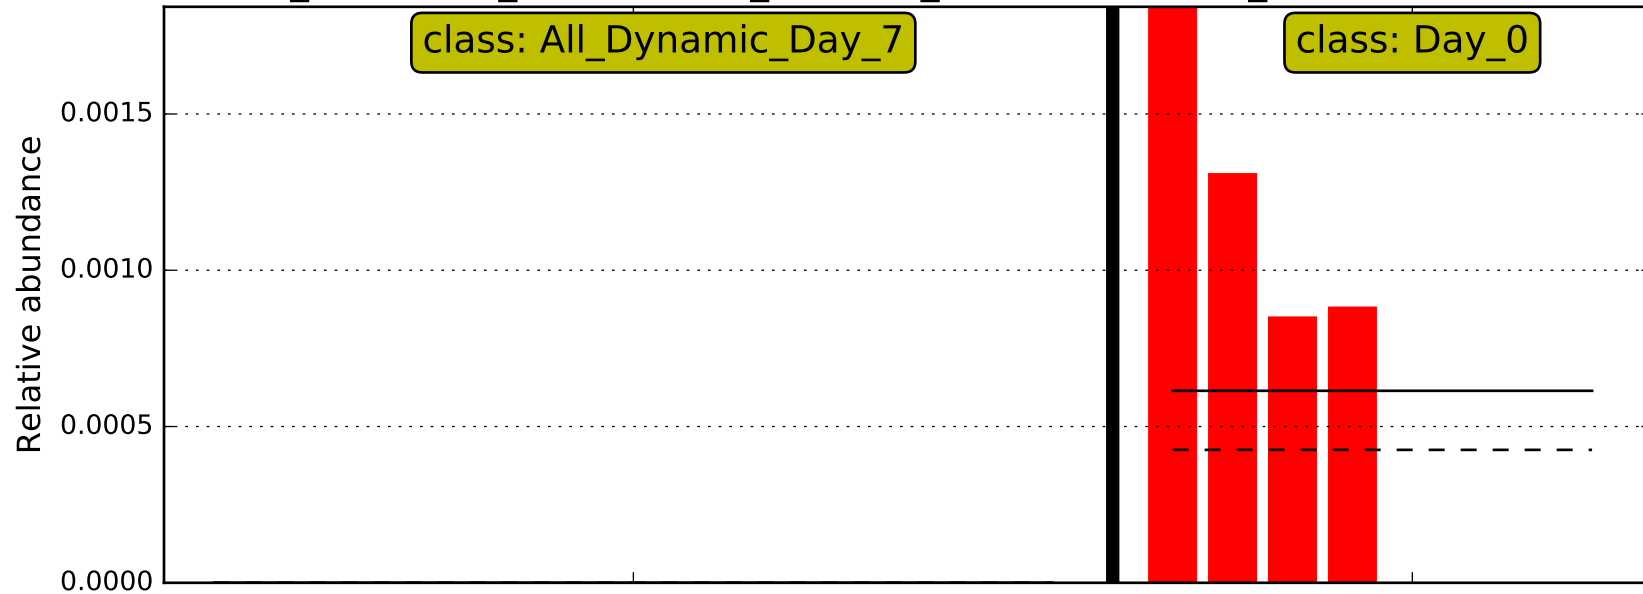 class: All_Dynamic_Day_7
class: Day_0
0.0015
0.0010
0.0005
0.0000
Relative abundance